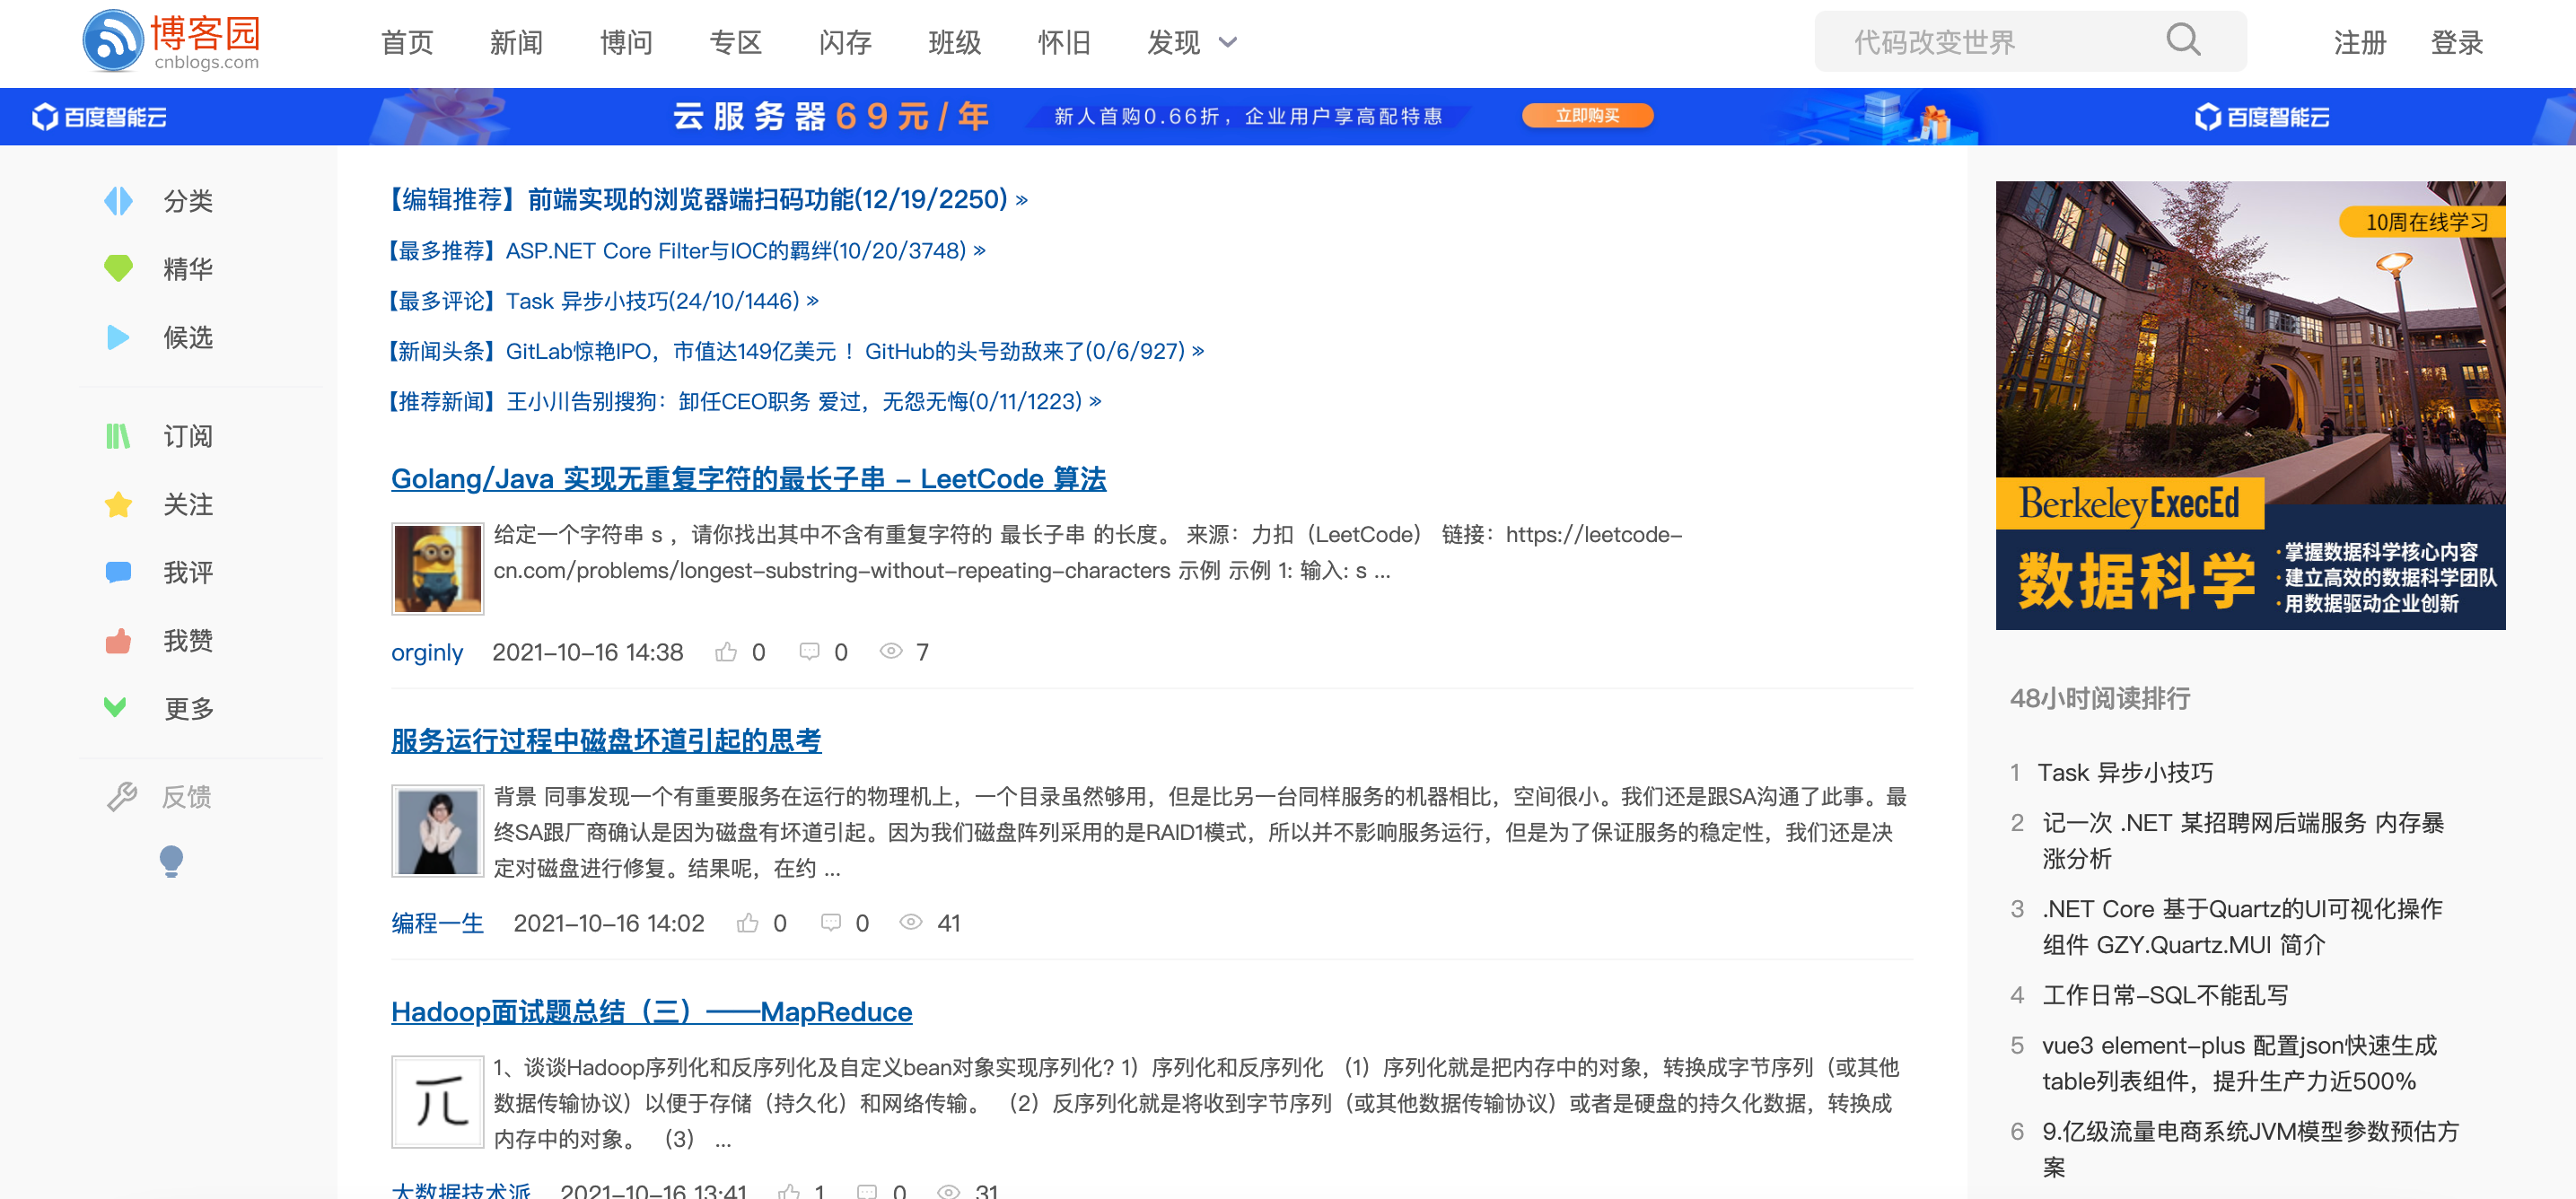 博客园
cnblogs.com
首页 新闻 博问 专区 闪存 班级 怀旧 发现
代码改变世界
注册 登录
百度智能云
云服务器69元/年
新人首购0.66折，企业用户享高配特惠
立即购买
百度智能云
分类
精华
候选
订阅
关注
我评
我赞
更多
反馈
【编辑推荐】前端实现的浏览器端扫码功能(12/19/2250) »
【最多推荐】ASP.NET Core Filter与IOC的羁绊(10/20/3748) »
【最多评论】Task 异步小技巧(24/10/1446) »
【新闻头条】GitLab惊艳IPO，市值达149亿美元 ！GitHub的头号劲敌来了(0/6/927) »
【推荐新闻】王小川告别搜狗：卸任CEO职务 爱过，无怨无悔(0/11/1223) »
Golang/Java 实现无重复字符的最长子串 - LeetCode 算法
给定一个字符串 s ，请你找出其中不含有重复字符的 最长子串 的长度。 来源：力扣（LeetCode） 链接：https://leetcode-
cn.com/problems/longest-substring-without-repeating-characters 示例 示例 1: 输入: s ...
orginly 2021-10-16 14:38 0 0 7
服务运行过程中磁盘坏道引起的思考
背景 同事发现一个有重要服务在运行的物理机上，一个目录虽然够用，但是比另一台同样服务的机器相比，空间很小。我们还是跟SA沟通了此事。最
终SA跟厂商确认是因为磁盘有坏道引起。因为我们磁盘阵列采用的是RAID1模式，所以并不影响服务运行，但是为了保证服务的稳定性，我们还是决
定对磁盘进行修复。结果呢，在约 ...
编程一生 2021-10-16 14:02 0 0 41
Hadoop面试题总结（三）——MapReduce
兀
1、谈谈Hadoop序列化和反序列化及自定义bean对象实现序列化? 1）序列化和反序列化 （1）序列化就是把内存中的对象，转换成字节序列（或其他
数据传输协议）以便于存储（持久化）和网络传输。 （2）反序列化就是将收到字节序列（或其他数据传输协议）或者是硬盘的持久化数据，转换成
内存中的对象。 （3） ...
大数据技术派 2021-10-16 13:41 1 0 31
10周在线学习
Berkeley ExecEd
数据科学
·掌握数据科学核心内容
·建立高效的数据科学团队
·用数据驱动企业创新
48小时阅读排行
1 Task 异步小技巧
2 记一次 .NET 某招聘网后端服务 内存暴
涨分析
3 .NET Core 基于Quartz的UI可视化操作
组件 GZY.Quartz.MUI 简介
4 工作日常-SQL不能乱写
5 vue3 element-plus 配置json快速生成
table列表组件，提升生产力近500%
6 9.亿级流量电商系统JVM模型参数预估方
案